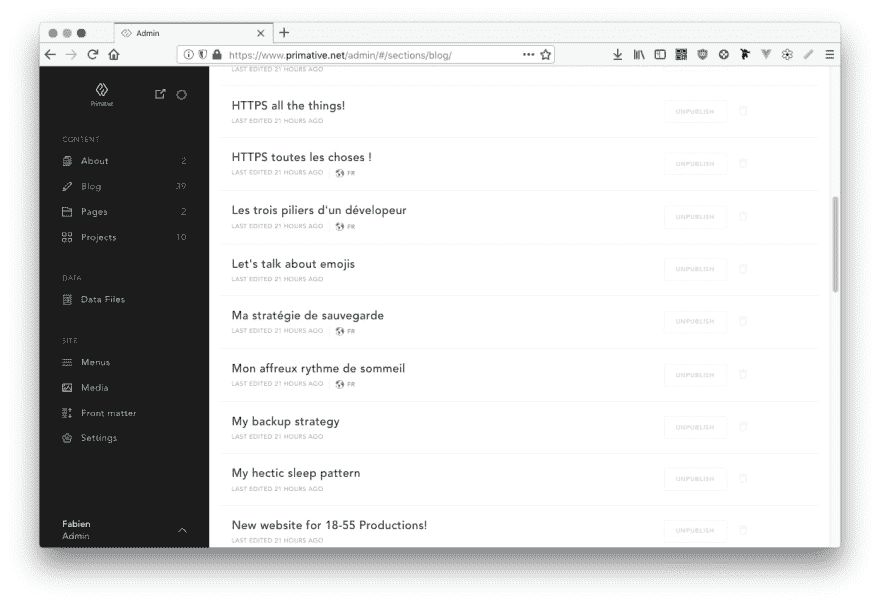 Admin
https://www.primative.net/admin/#/sections/blog/
Primative
CONTENT
About 2
Blog 39
Pages 2
Projects 10
DATA
Data Files
SITE
Menus
Media
Front matter
Settings
Fabien
Admin
LAST EDITED 21 HOURS AGO
HTTPS all the things!
LAST EDITED 21 HOURS AGO
UNPUBLISH
HTTPS toutes les choses !
LAST EDITED 21 HOURS AGO FR
UNPUBLISH
Les trois piliers d'un dévelopeur
LAST EDITED 21 HOURS AGO FR
UNPUBLISH
Let's talk about emojis
LAST EDITED 21 HOURS AGO
UNPUBLISH
Ma stratégie de sauvegarde
LAST EDITED 21 HOURS AGO FR
UNPUBLISH
Mon affreux rythme de sommeil
LAST EDITED 21 HOURS AGO FR
UNPUBLISH
My backup strategy
LAST EDITED 21 HOURS AGO
UNPUBLISH
My hectic sleep pattern
LAST EDITED 21 HOURS AGO
UNPUBLISH
New website for 18-55 Productions!
LAST EDITED 21 HOURS AGO
UNPUBLISH